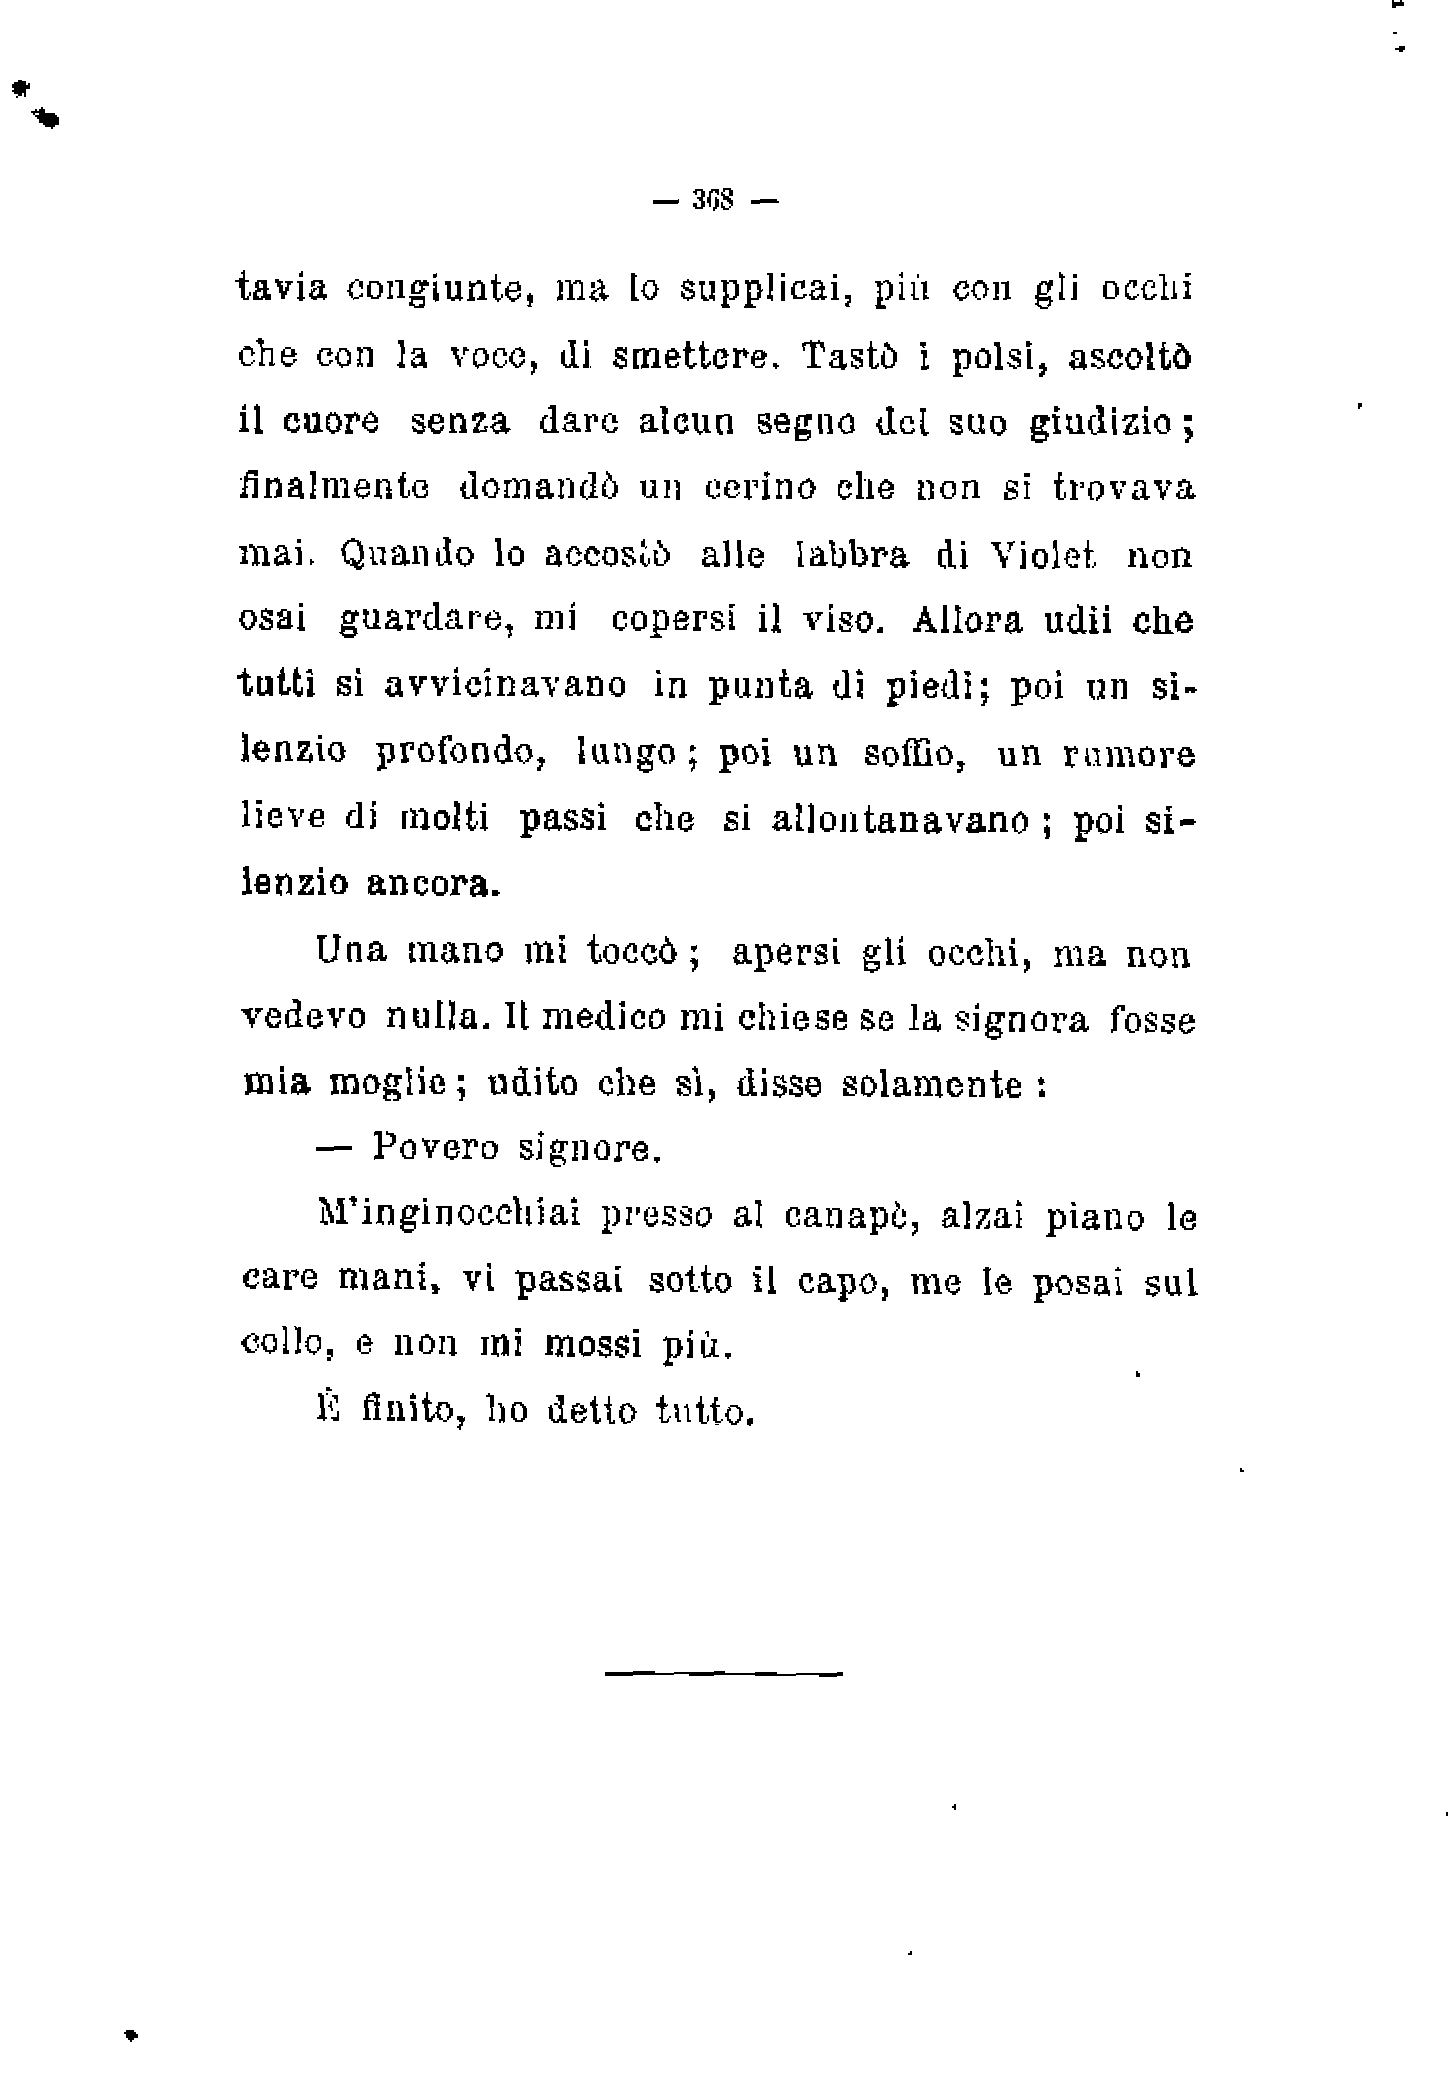 — 368 —
tavia congiunte, ma lo supplicai, più con gli occhi
che con la voce, di smettere. Tastò i polsi, ascoltò
il cuore senza dare alcun segno del suo giudizio ;
finalmente domandò un cerino che non si trovava
mai. Quando lo accostò alle labbra di Violet non
osai guardare, mi copersi il viso. Allora udii che
tutti si avvicinavano in punta di piedi; poi un si-
lenzio profondo, lungo ; poi un soffio, un rumore
lieve di molti passi che si allontanavano ; poi si-
lenzio ancora.
Una mano mi toccò ; apersi gli occhi, ma non
vedevo nulla. Il medico mi chiese se la signora fosse
mia moglie ; udito che sì, disse solamente :
— Povero signore.
M'inginocchiai presso al canapè, alzai piano le
care mani, vi passai sotto il capo, me le posai sul
collo, e non mi mossi più.
È finito, ho detto tutto.